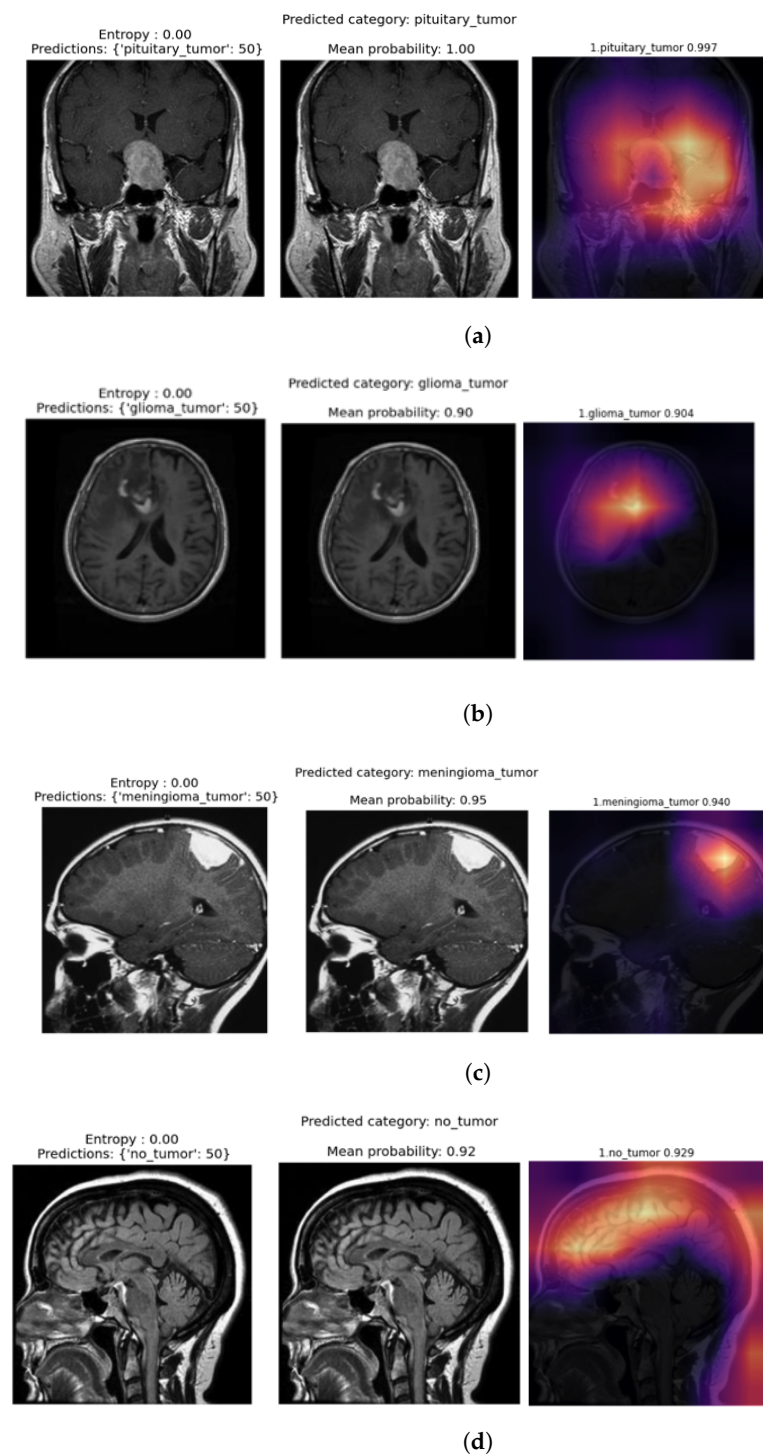 Predicted category: pituitary_tumor
Entropy : 0.00
Predictions: {'pituitary_tumor': 50}
Mean probability: 1.00
1.pituitary_tumor 0.997
(a)
Predicted category: glioma_tumor
Entropy : 0.00
Predictions: {'glioma_tumor': 50}
Mean probability: 0.90
1.glioma_tumor 0.904
(b)
Predicted category: meningioma_tumor
Entropy : 0.00
Predictions: {'meningioma_tumor': 50}
Mean probability: 0.95
1.meningioma_tumor 0.940
(c)
Predicted category: no_tumor
Entropy : 0.00
Predictions: {'no_tumor': 50}
Mean probability: 0.92
1.no_tumor 0.929
(d)